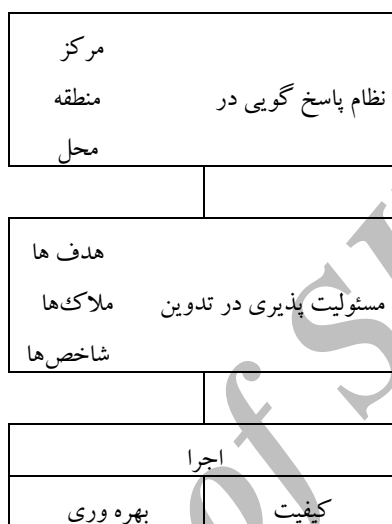 مرکز
نظام پاسخ گویی در منطقه
محل
هدف ها
مسئولیت پذیری در تدوین ملاک‌ها
شاخص‌ها
اجرا
کیفیت بهره وری
of S